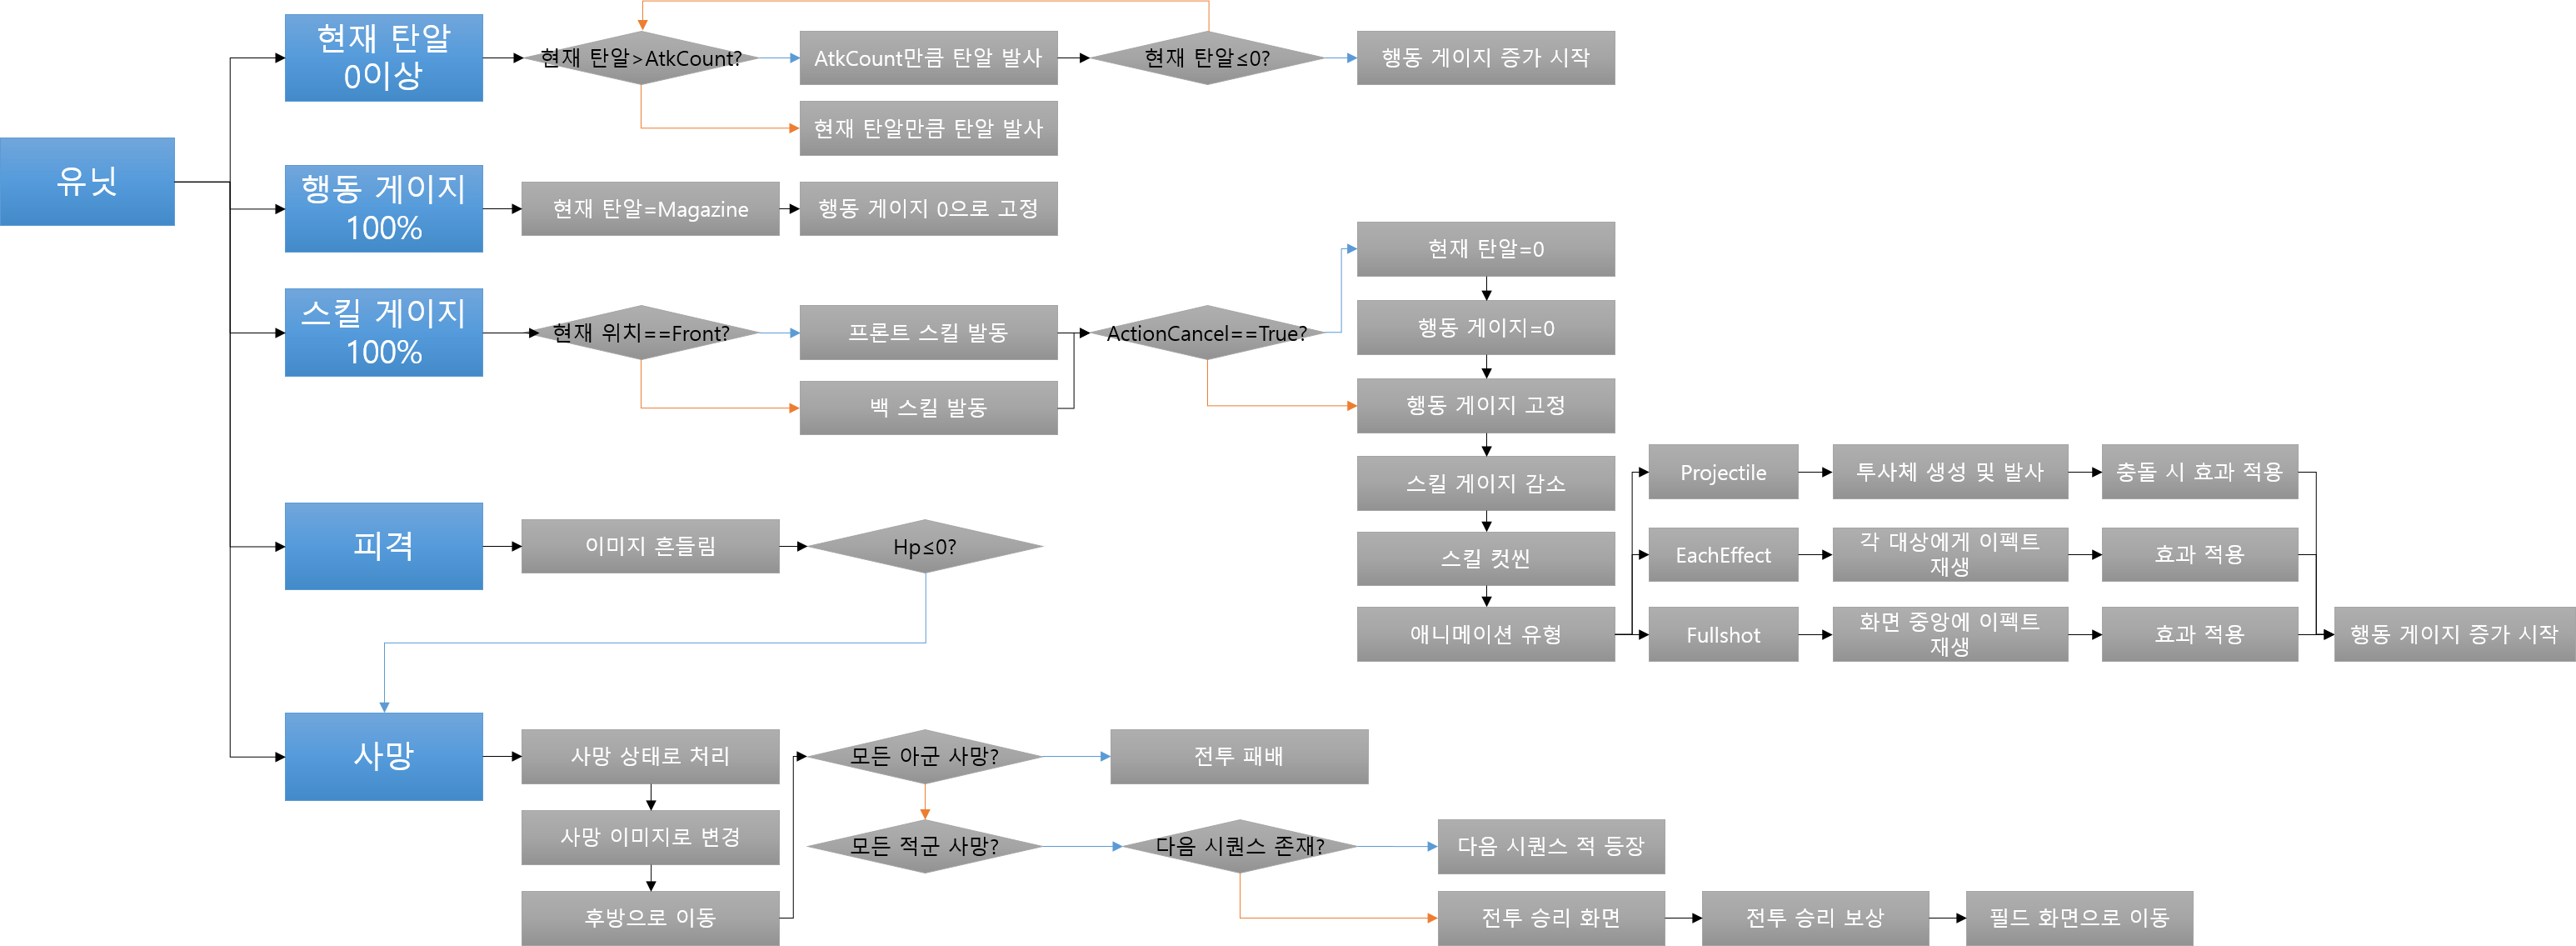 유닛
현재 탄알
0이상
현재 탄알>AtkCount?
AtkCount만큼 탄알 발사
현재 탄알≤0?
행동 게이지 증가 시작
현재 탄알만큼 탄알 발사
행동 게이지
100%
현재 탄알=Magazine
행동 게이지 0으로 고정
스킬 게이지
100%
현재 위치==Front?
프론트 스킬 발동
백 스킬 발동
ActionCancel==True?
현재 탄알=0
행동 게이지=0
행동 게이지 고정
스킬 게이지 감소
스킬 컷씬
애니메이션 유형
Projectile
투사체 생성 및 발사
충돌 시 효과 적용
EachEffect
각 대상에게 이펙트
재생
효과 적용
Fullshot
화면 중앙에 이펙트
재생
효과 적용
행동 게이지 증가 시작
피격
이미지 흔들림
Hp≤0?
사망
사망 상태로 처리
사망 이미지로 변경
후방으로 이동
모든 아군 사망?
전투 패배
모든 적군 사망?
다음 시퀀스 존재?
다음 시퀀스 적 등장
전투 승리 화면
전투 승리 보상
필드 화면으로 이동